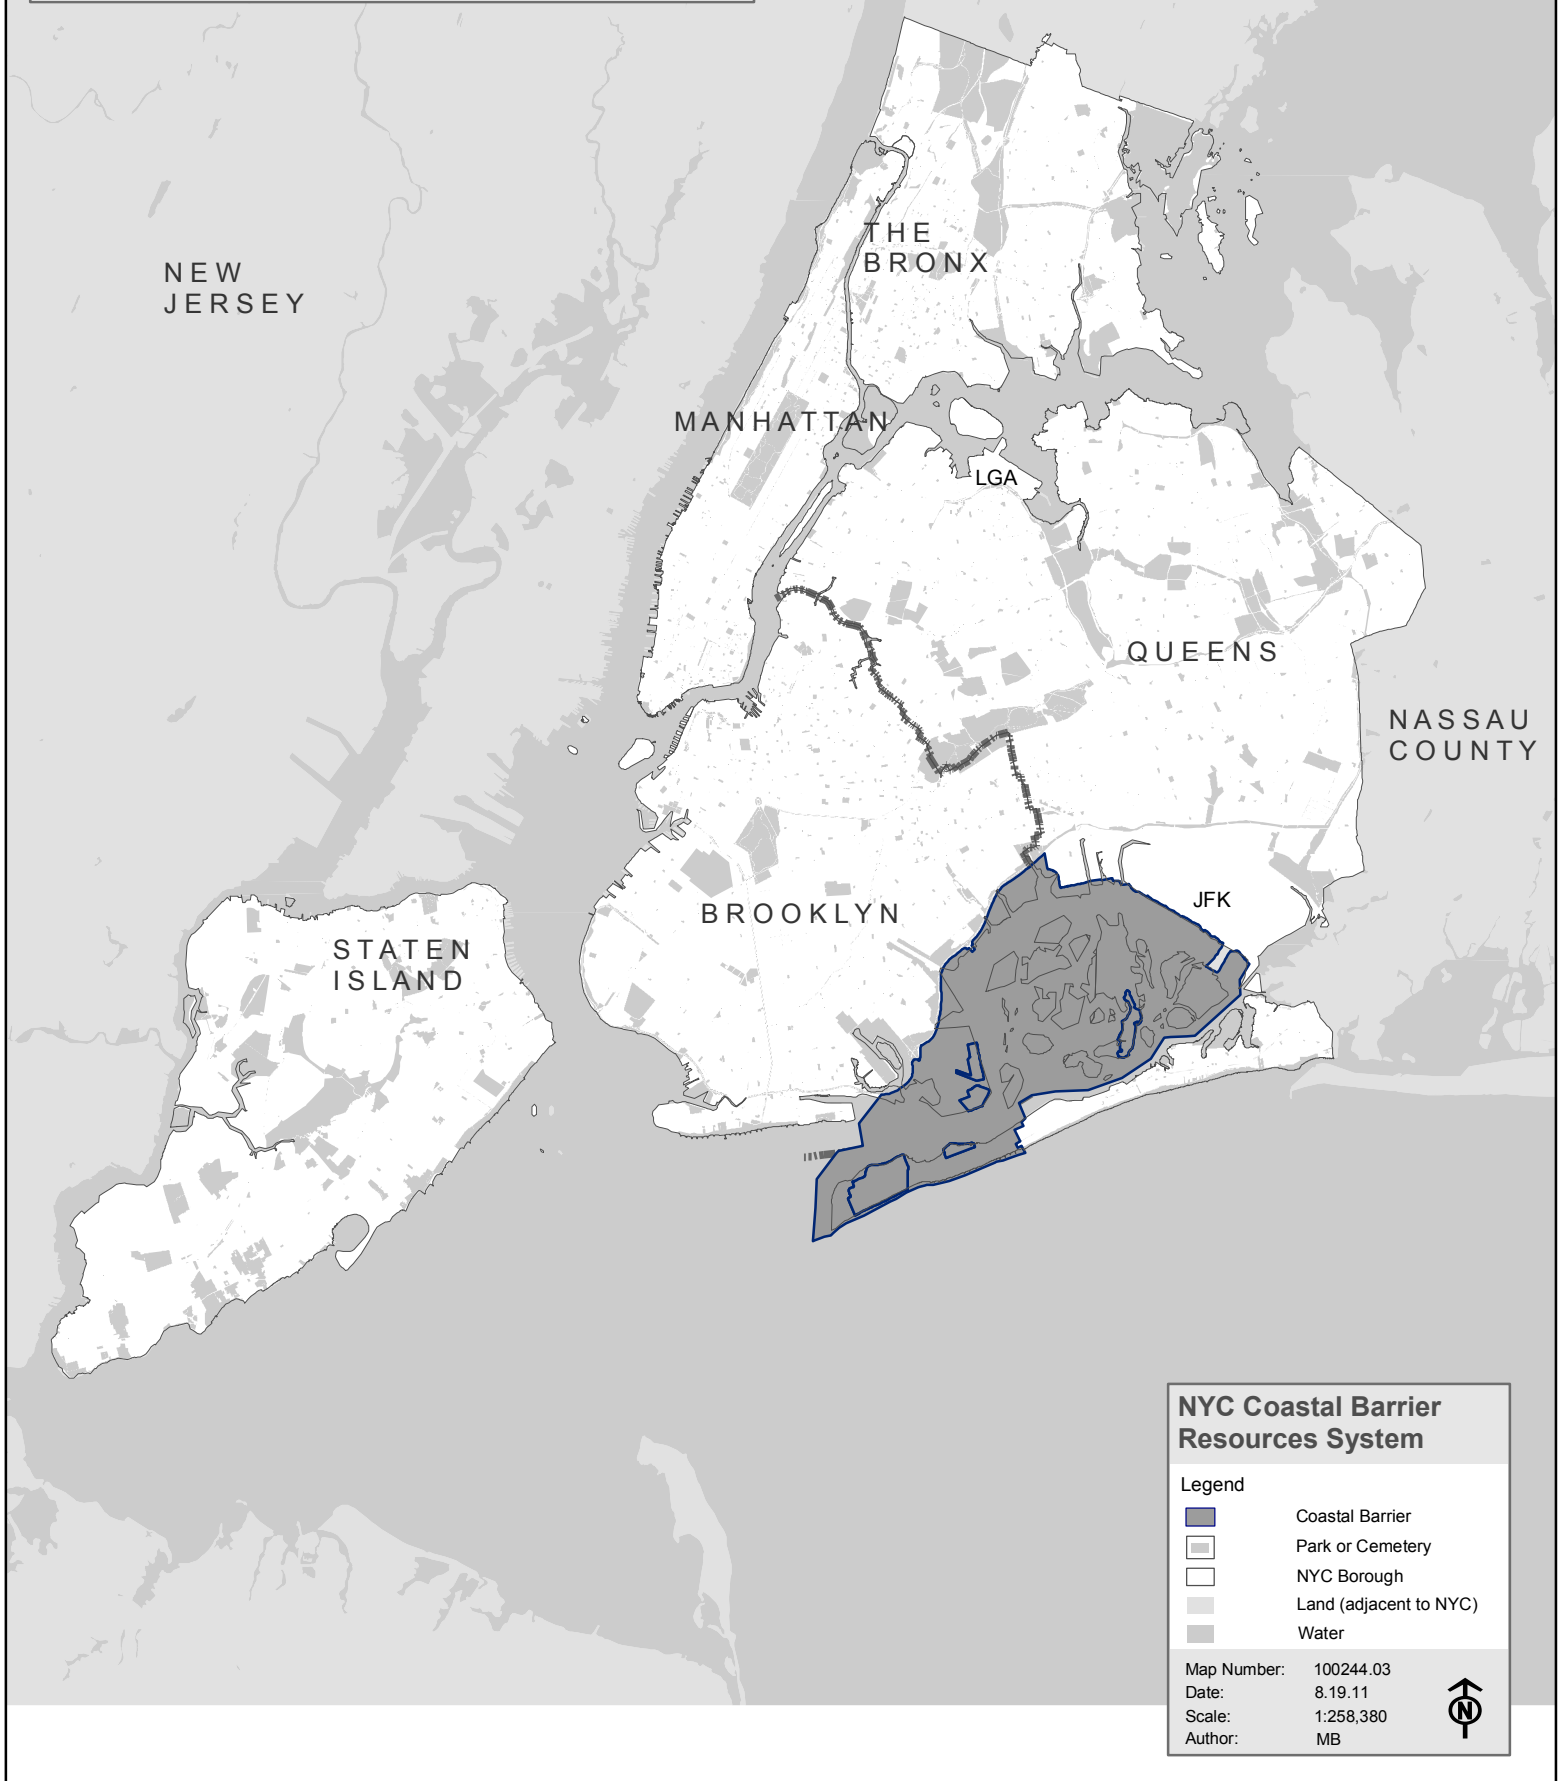 THE
BRONX
NEW
JERSEY
MANHATTAN
LGA
QUEENS
NASSAU
COUNTY
JFK
BROOKLYN
STATEN
ISLAND
NYC Coastal Barrier
Resources System
Legend
Coastal Barrier
Park or Cemetery
NYC Borough
Land (adjacent to NYC)
Water
Map Number: 100244.03
Date: 8.19.11
Scale: 1:258,380
Author: MB
N